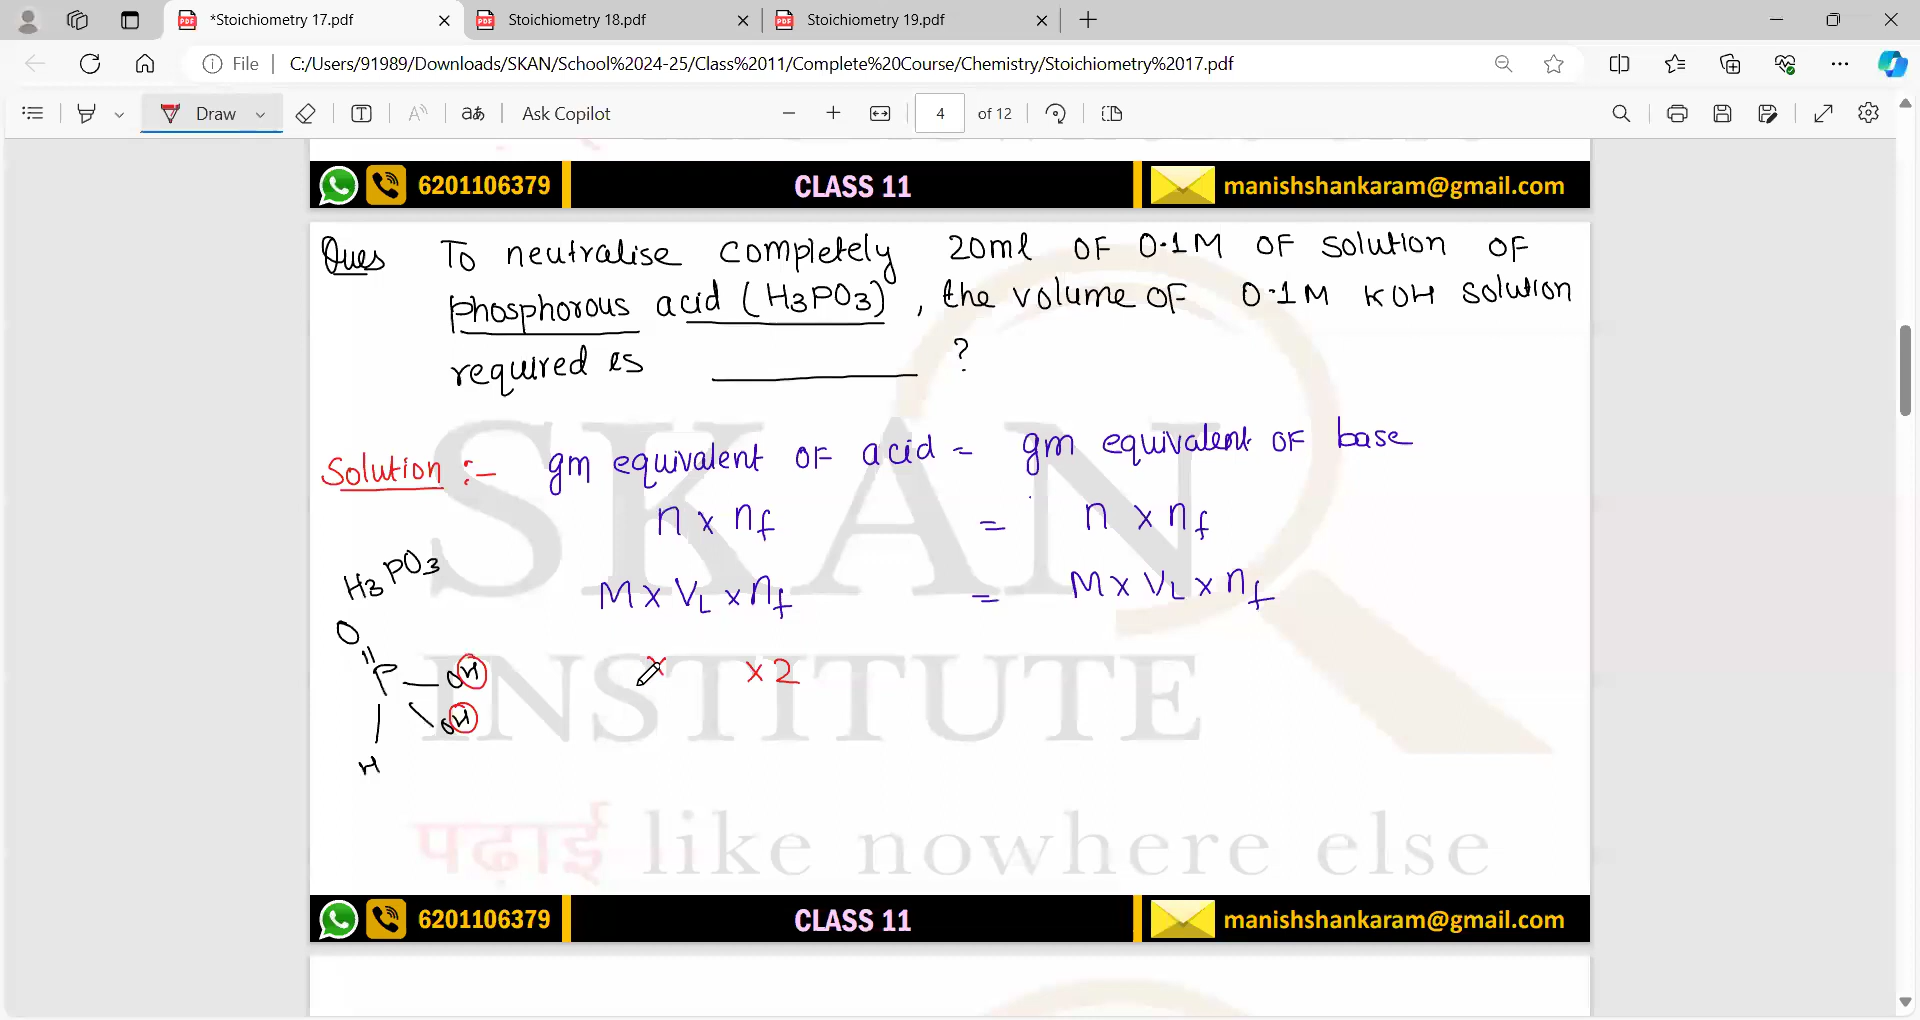 *Stoichiometry 17.pdf
Stoichiometry 18.pdf
Stoichiometry 19.pdf
File
C:/Users/91989/Downloads/SKAN/School%2024-25/Class%2011/Complete%20Course/Chemistry/Stoichiometry%2017.pdf
Draw
aあ
Ask Copilot
4 of 12
6201106379 CLASS 11 manishshankaram@gmail.com
Ques To neutralise completely 20ml OF 0.1M OF solution OF
phosphorous acid (H3PO3), the volume OF 0.1M KOH solution
required is ________ ?
Solution :- gm equivalent OF acid = gm equivalent OF base
n x nf = n x nf
H3PO3
M x VL x nf = M x VL x nf
O
P OH x x 2
OH
H
SKAN
INSTITUTE
पढ़ाई like nowhere else
6201106379 CLASS 11 manishshankaram@gmail.com